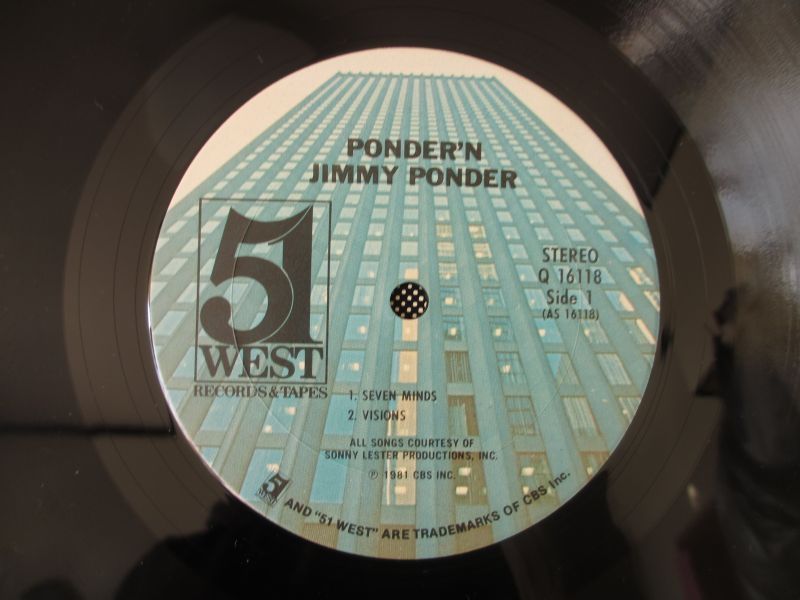 PONDER'N
JIMMY PONDER
51
WEST
RECORDS & TAPES
STEREO
Q 16118
Side 1
(AS 16118)
1. SEVEN MINDS
2. VISIONS
ALL SONGS COURTESY OF
SONNY LESTER PRODUCTIONS, INC.
℗ 1981 CBS INC.
51 WEST AND "51 WEST" ARE TRADEMARKS OF CBS Inc.